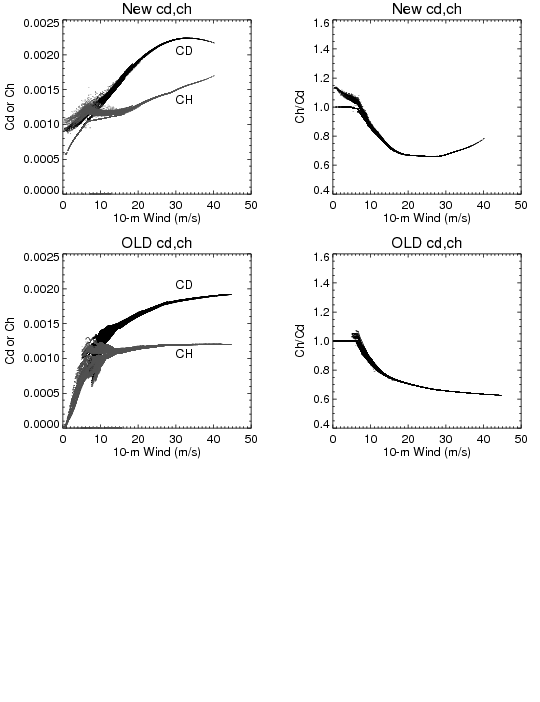 New cd,ch
0.0025
0.0020
0.0015
0.0010
0.0005
0.0000
Cd or Ch
CD
CH
0 10 20 30 40 50
10-m Wind (m/s)
New cd,ch
1.6
1.4
1.2
1.0
0.8
0.6
0.4
Ch/Cd
0 10 20 30 40 50
10-m Wind (m/s)
OLD cd,ch
0.0025
0.0020
0.0015
0.0010
0.0005
0.0000
Cd or Ch
CD
CH
0 10 20 30 40 50
10-m Wind (m/s)
OLD cd,ch
1.6
1.4
1.2
1.0
0.8
0.6
0.4
Ch/Cd
0 10 20 30 40 50
10-m Wind (m/s)